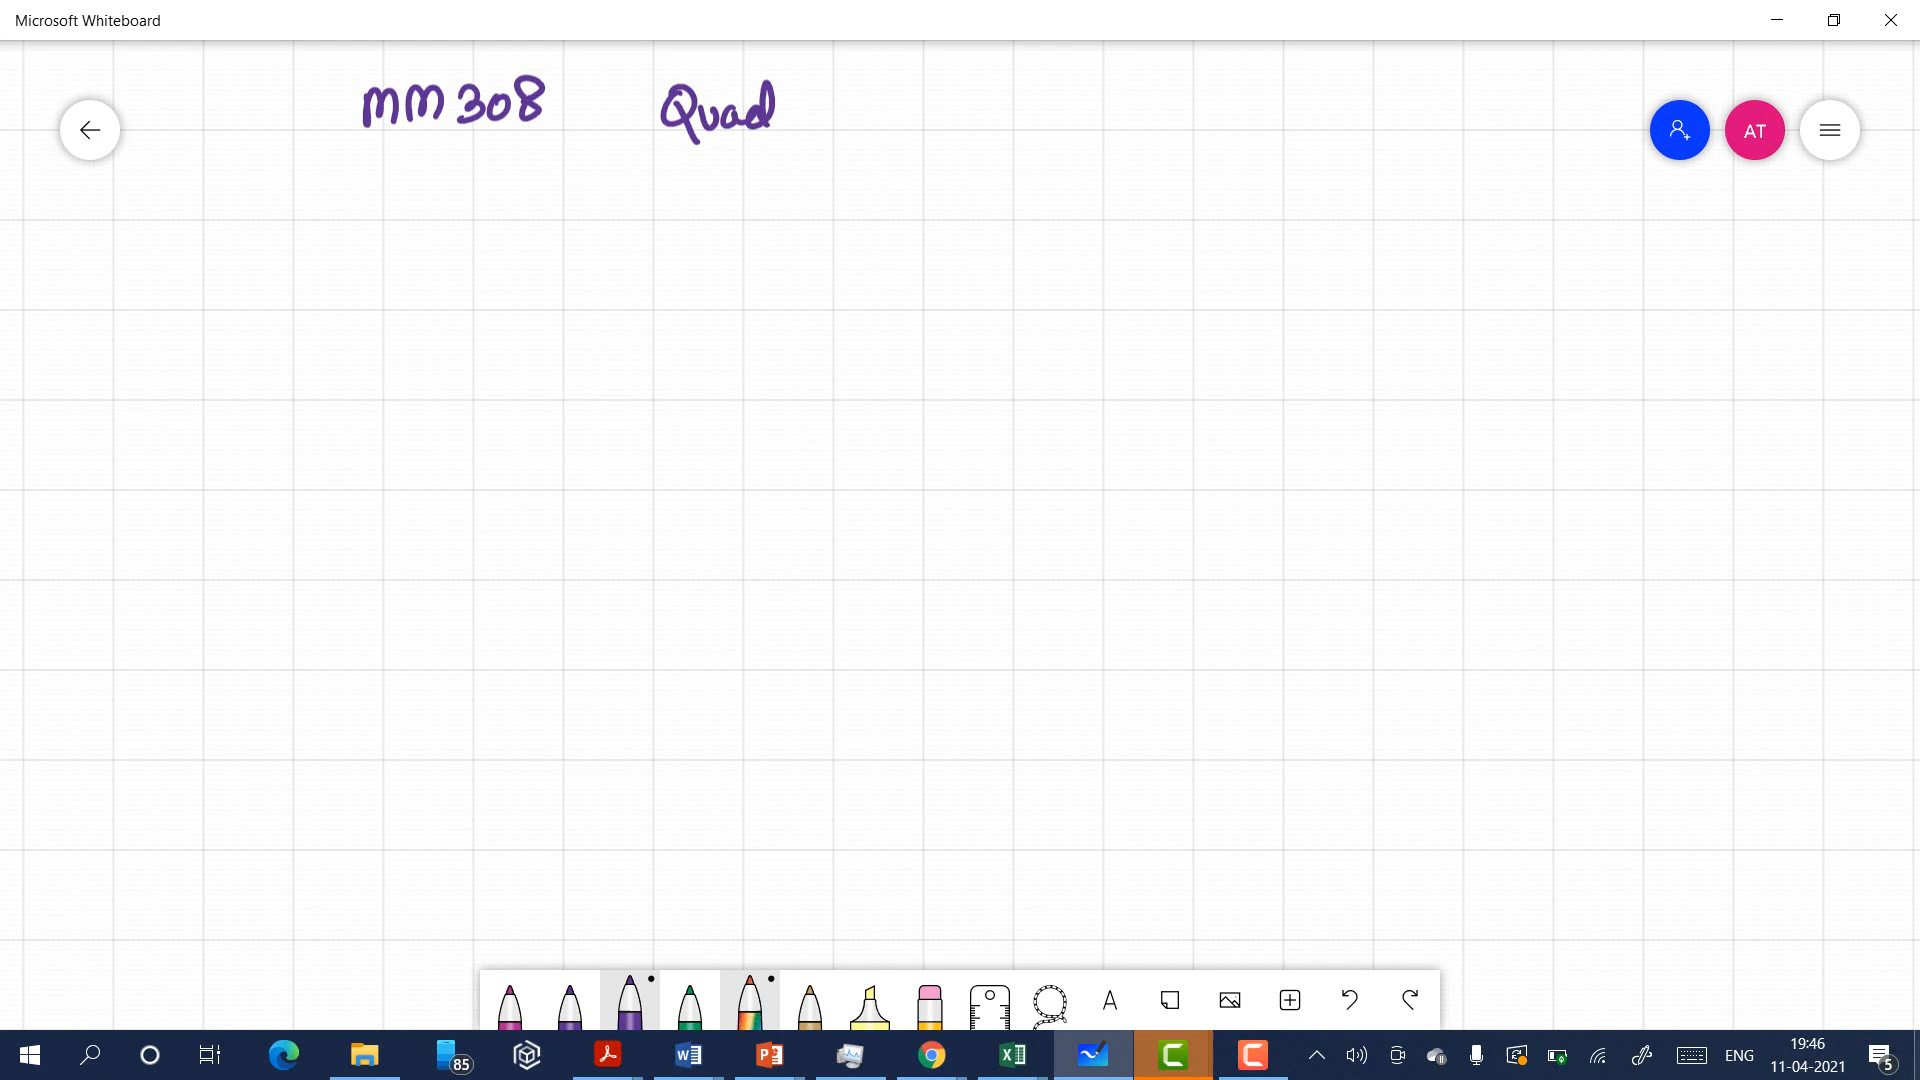 Microsoft Whiteboard
MM 308 Quad
AT
A
85
ENG
19:46
11-04-2021
5